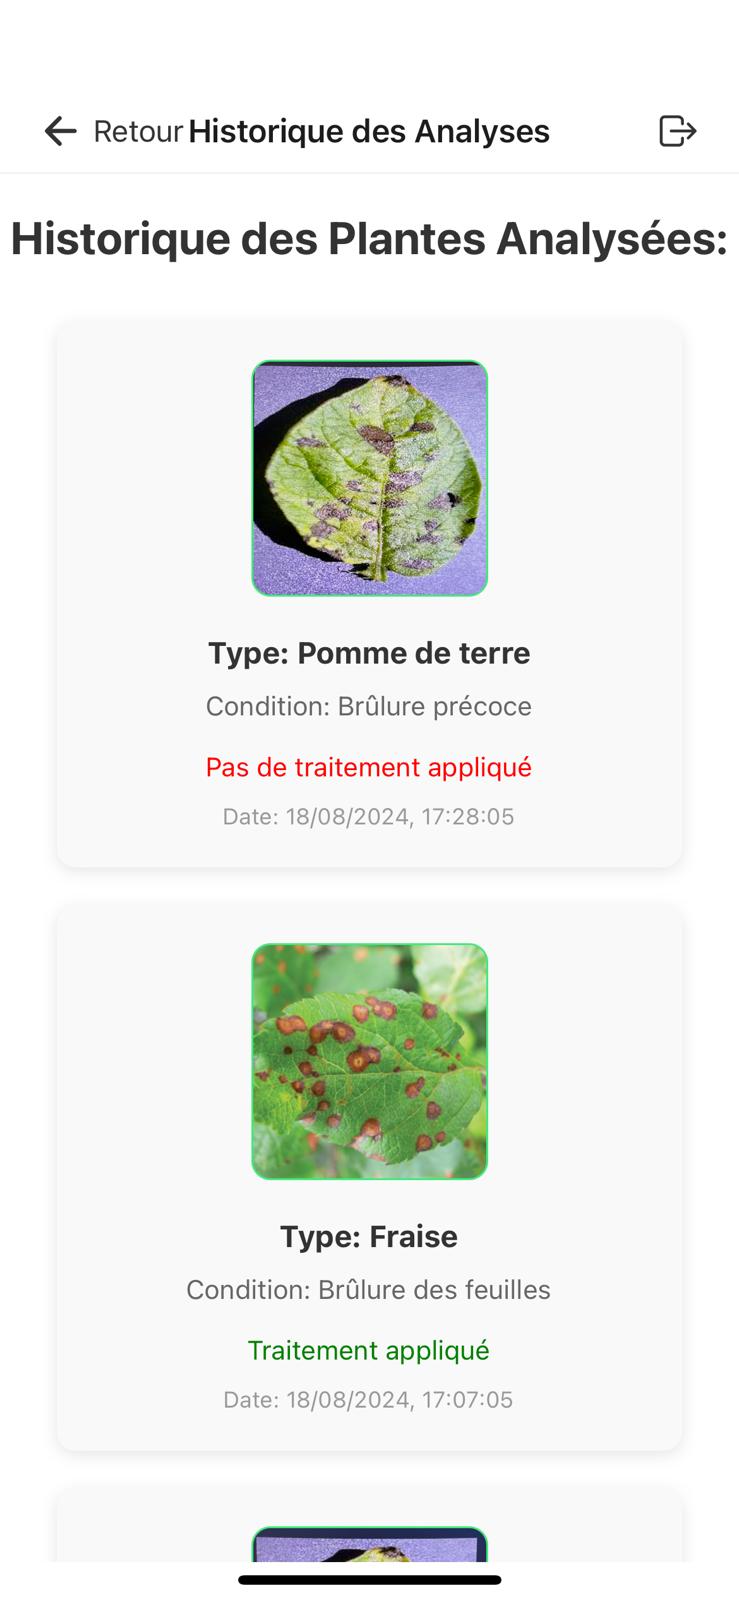 Retour Historique des Analyses
Historique des Plantes Analysées:
Type: Pomme de terre
Condition: Brûlure précoce
Pas de traitement appliqué
Date: 18/08/2024, 17:28:05
Type: Fraise
Condition: Brûlure des feuilles
Traitement appliqué
Date: 18/08/2024, 17:07:05